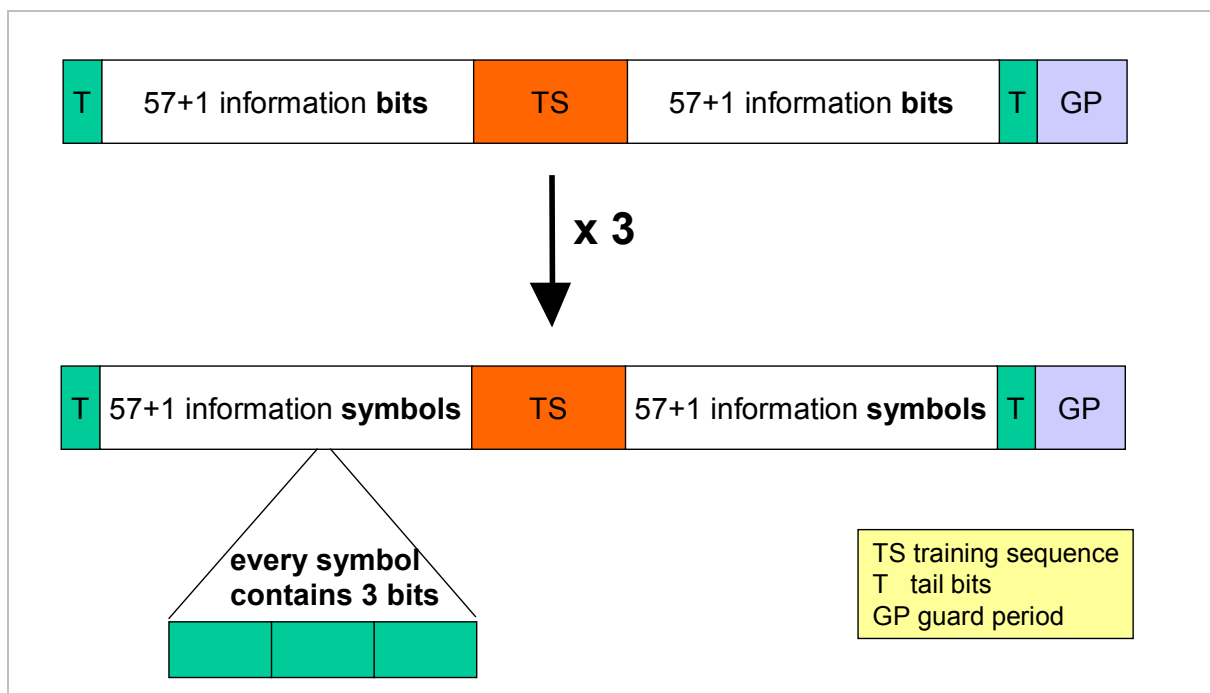 T 57+1 information bits TS 57+1 information bits T GP
x 3
T 57+1 information symbols TS 57+1 information symbols T GP
every symbol
contains 3 bits
TS training sequence
T tail bits
GP guard period